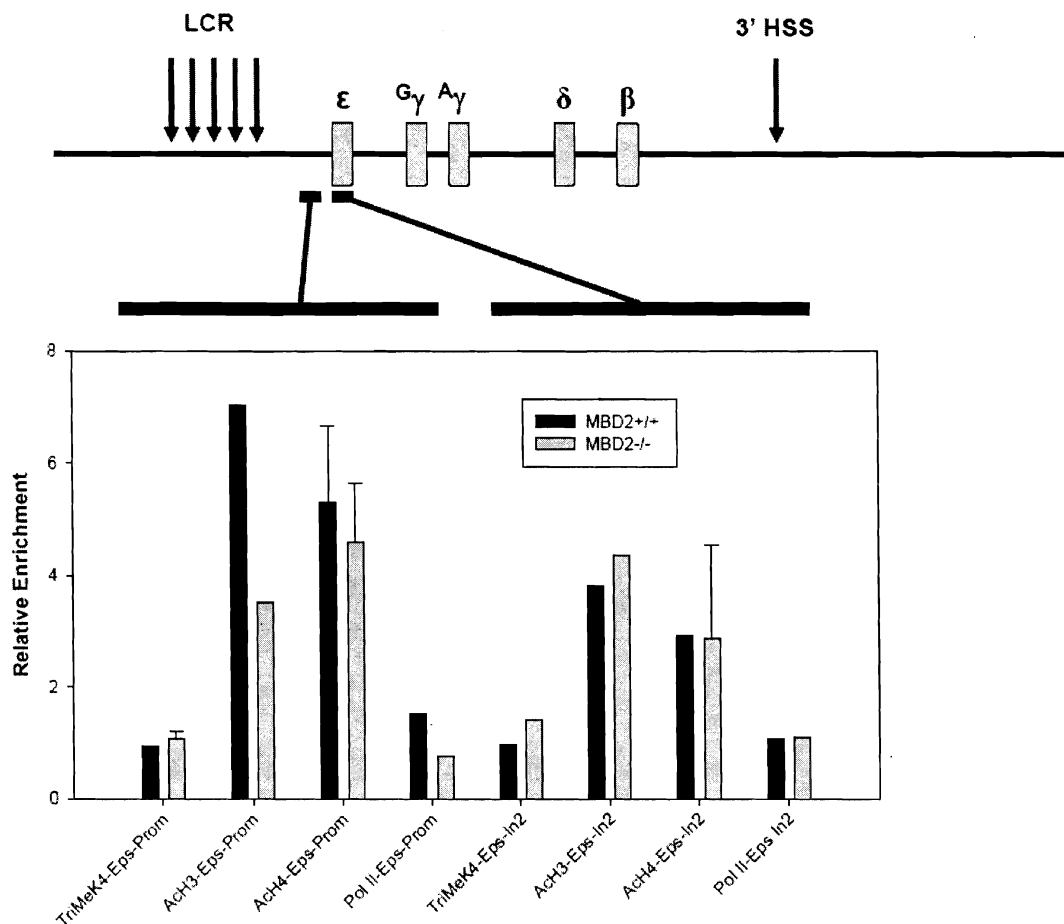 LCR
3' HSS
ε
Gγ
Aγ
δ
β
8
6
4
2
0
Relative Enrichment
MBD2+/+
MBD2-/-
TriMeK4-Eps-Prom
AcH3-Eps-Prom
AcH4-Eps-Prom
Pol II-Eps-Prom
TriMeK4-Eps-In2
AcH3-Eps-In2
AcH4-Eps-In2
Pol II-Eps In2